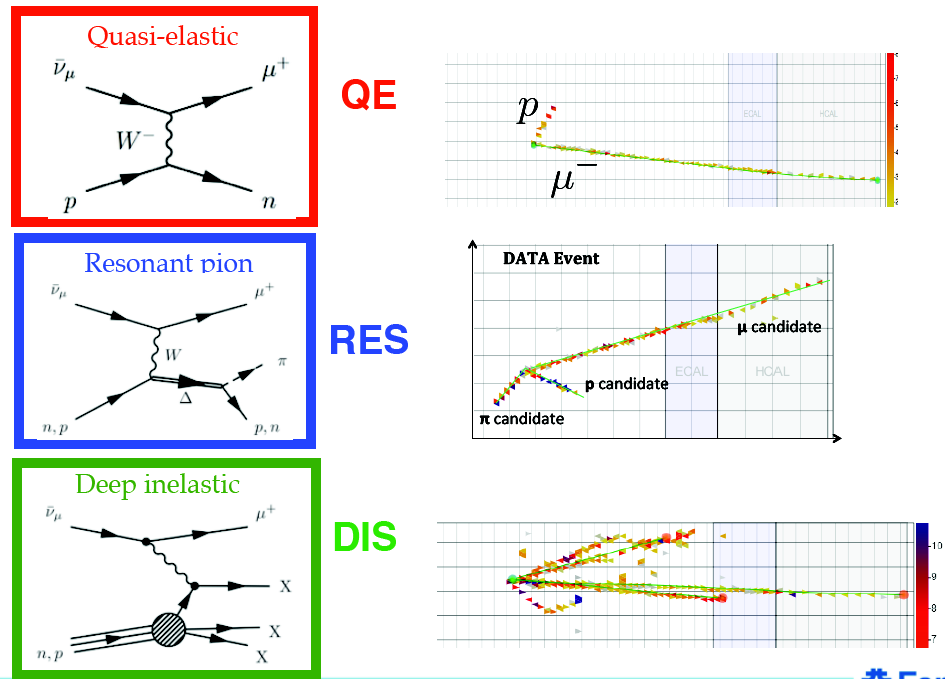 Quasi-elastic
ν̄μ
μ⁺
W⁻
p
n
QE
p
μ⁻
ECAL
HCAL
Resonant pion
ν̄μ
μ⁺
W
π
Δ
n, p
p, n
RES
DATA Event
μ candidate
p candidate
π candidate
ECAL
HCAL
Deep inelastic
ν̄μ
μ⁺
X
X
X
n, p
DIS
10
9
8
7